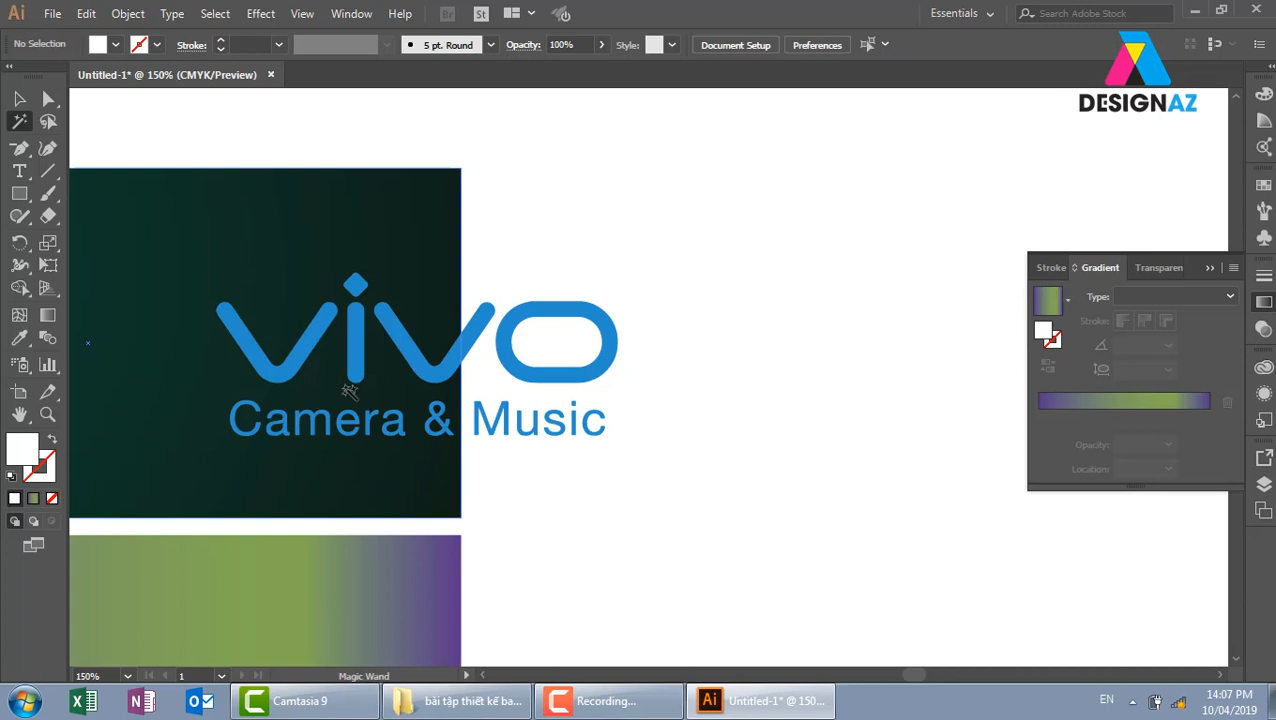 Ai File Edit Object Type Select Effect View Window Help Br St Essentials Search Adobe Stock
No Selection Stroke: 5 pt. Round Opacity: 100% Style: Document Setup Preferences
Untitled-1* @ 150% (CMYK/Preview)
DESIGNAZ
Stroke Gradient Transparen
Type:
Stroke:
vivo
Camera & Music
Opacity:
Location:
150% 1 Magic Wand
Camtasia 9 bài tập thiết kế ba... Recording... Ai Untitled-1* @ 150... EN 14:07 PM
10/04/2019